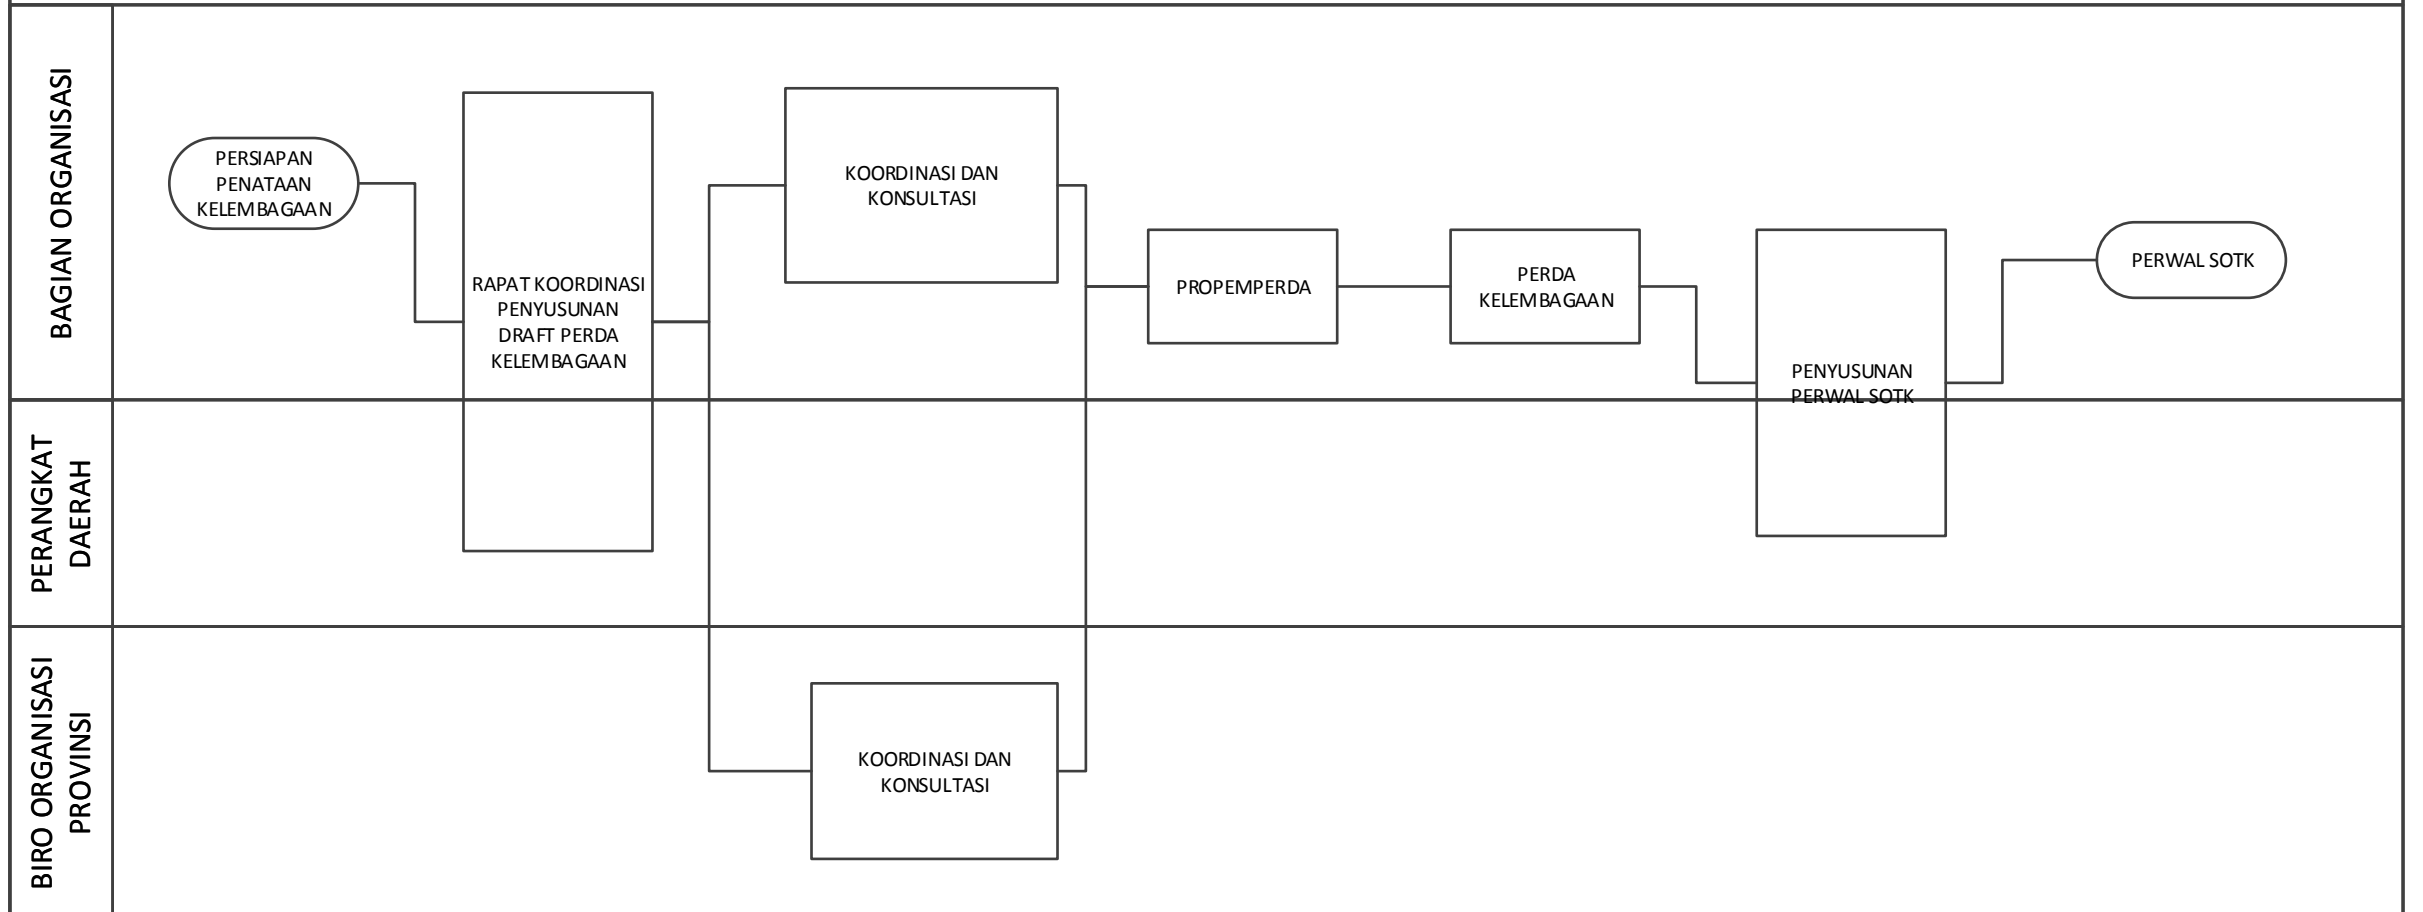 BAGIAN ORGANISASI
PERSIAPAN
PENATAAN
KELEMBAGAAN
RAPAT KOORDINASI
PENYUSUNAN
DRAFT PERDA
KELEMBAGAAN
KOORDINASI DAN
KONSULTASI
PROPEMPERDA
PERDA
KELEMBAGAAN
PENYUSUNAN
PERWAL SOTK
PERWAL SOTK
PERANGKAT
DAERAH
BIRO ORGANISASI
PROVINSI
KOORDINASI DAN
KONSULTASI